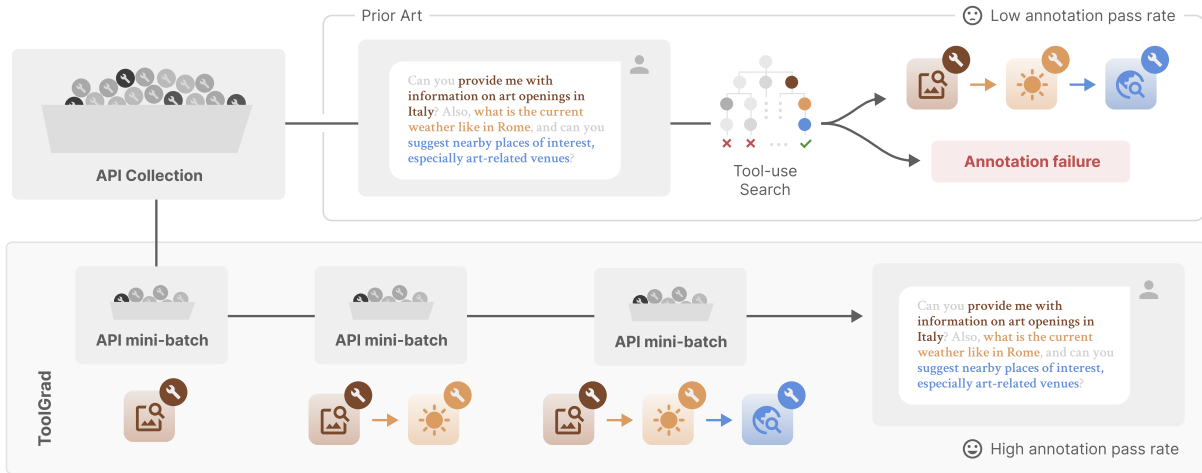 Prior Art
Low annotation pass rate
Can you provide me with
information on art openings in
Italy? Also, what is the current
weather like in Rome, and can you
suggest nearby places of interest,
especially art-related venues?
API Collection
Tool-use
Search
Annotation failure
ToolGrad
API mini-batch
API mini-batch
API mini-batch
Can you provide me with
information on art openings in
Italy? Also, what is the current
weather like in Rome, and can you
suggest nearby places of interest,
especially art-related venues?
High annotation pass rate